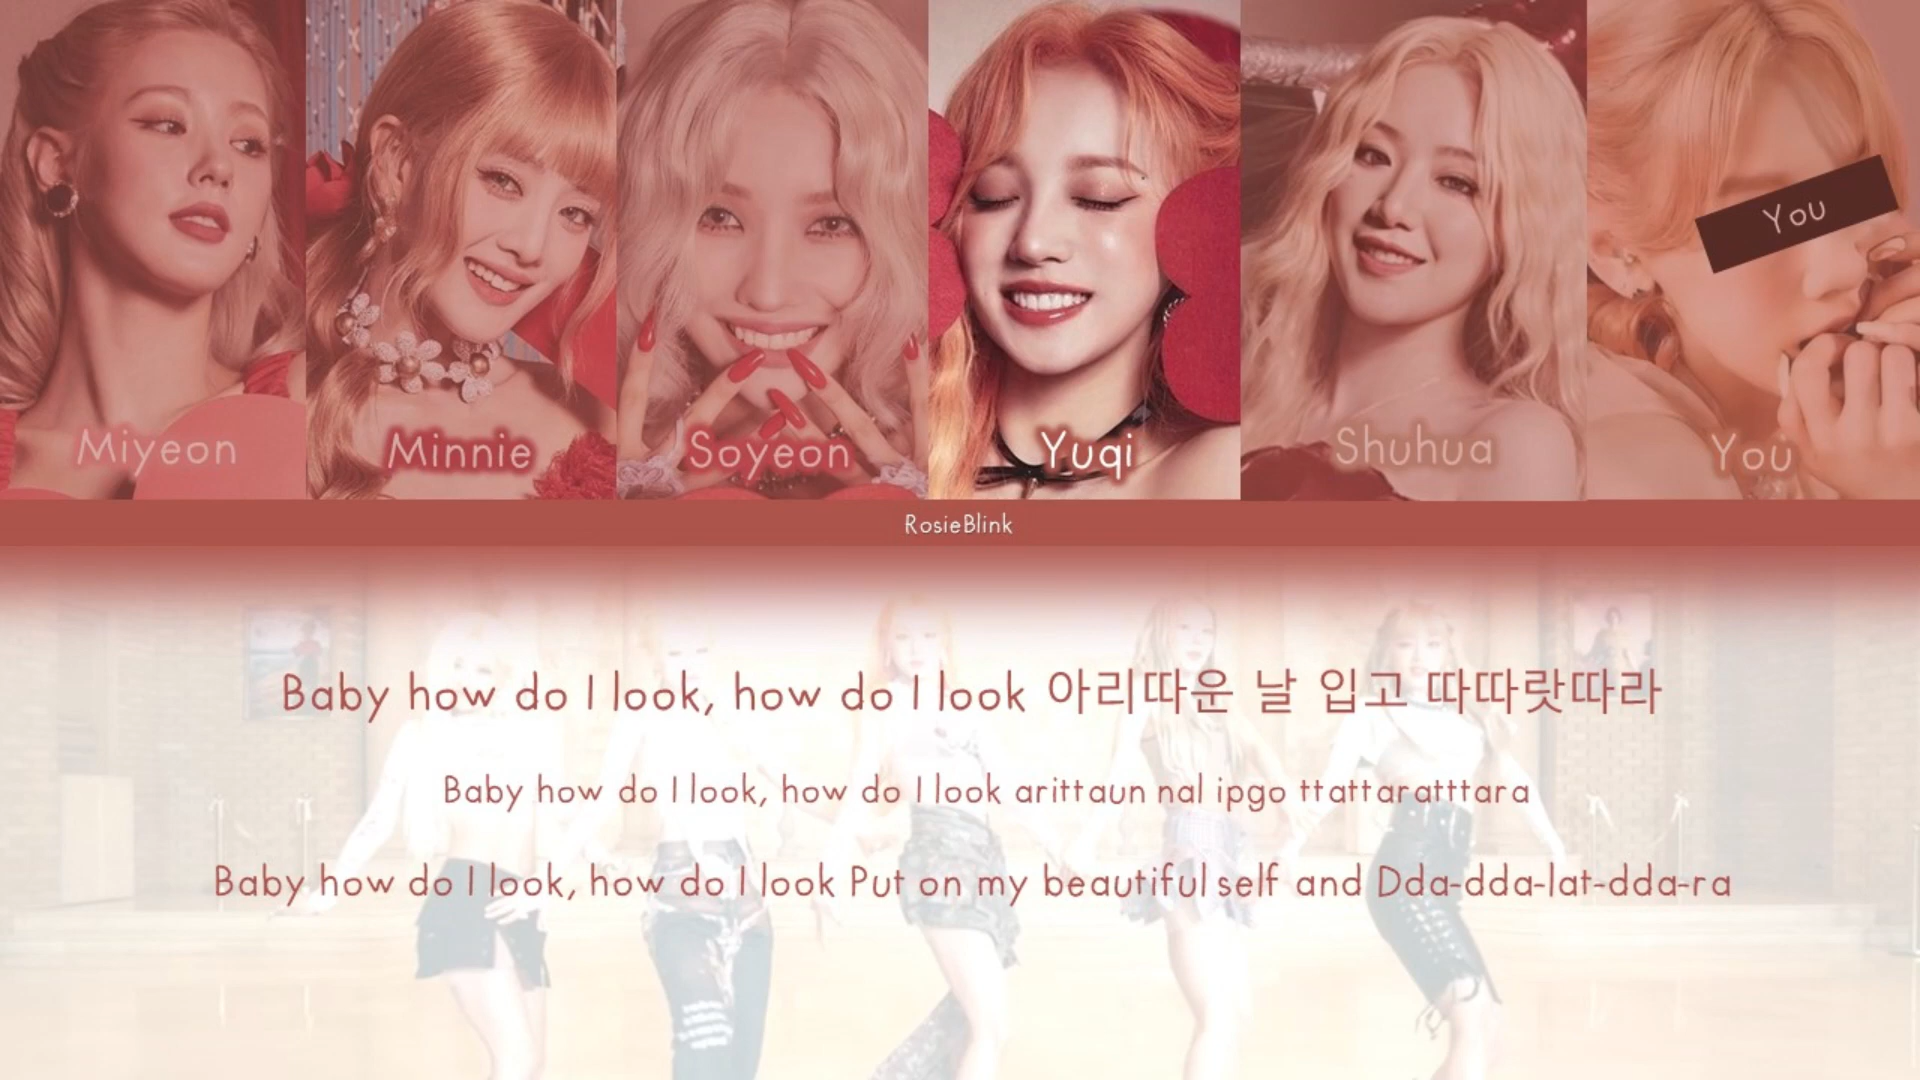 You
Miyeon
Minnie
Soyeon
Yuqi
Shuhua
You
RosieBlink
Baby how do I look, how do I look 아리따운 날 입고 따따랏따라
Baby how do I look, how do I look arittaun nal ipgo ttattaratttara
Baby how do I look, how do I look Put on my beautiful self and Dda-dda-lat-dda-ra